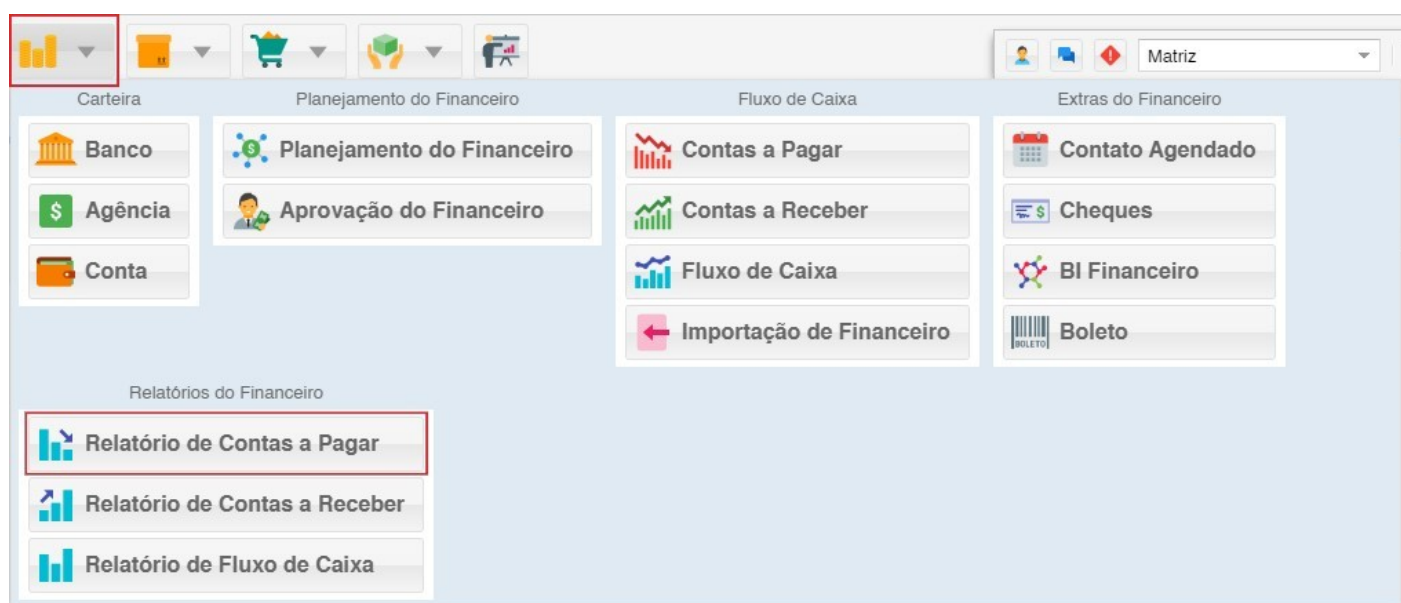 Matriz
Carteira
Planejamento do Financeiro
Fluxo de Caixa
Extras do Financeiro
Banco
Agência
Conta
Planejamento do Financeiro
Aprovação do Financeiro
Contas a Pagar
Contas a Receber
Fluxo de Caixa
Importação de Financeiro
Contato Agendado
Cheques
BI Financeiro
BOLETO
Boleto
Relatórios do Financeiro
Relatório de Contas a Pagar
Relatório de Contas a Receber
Relatório de Fluxo de Caixa